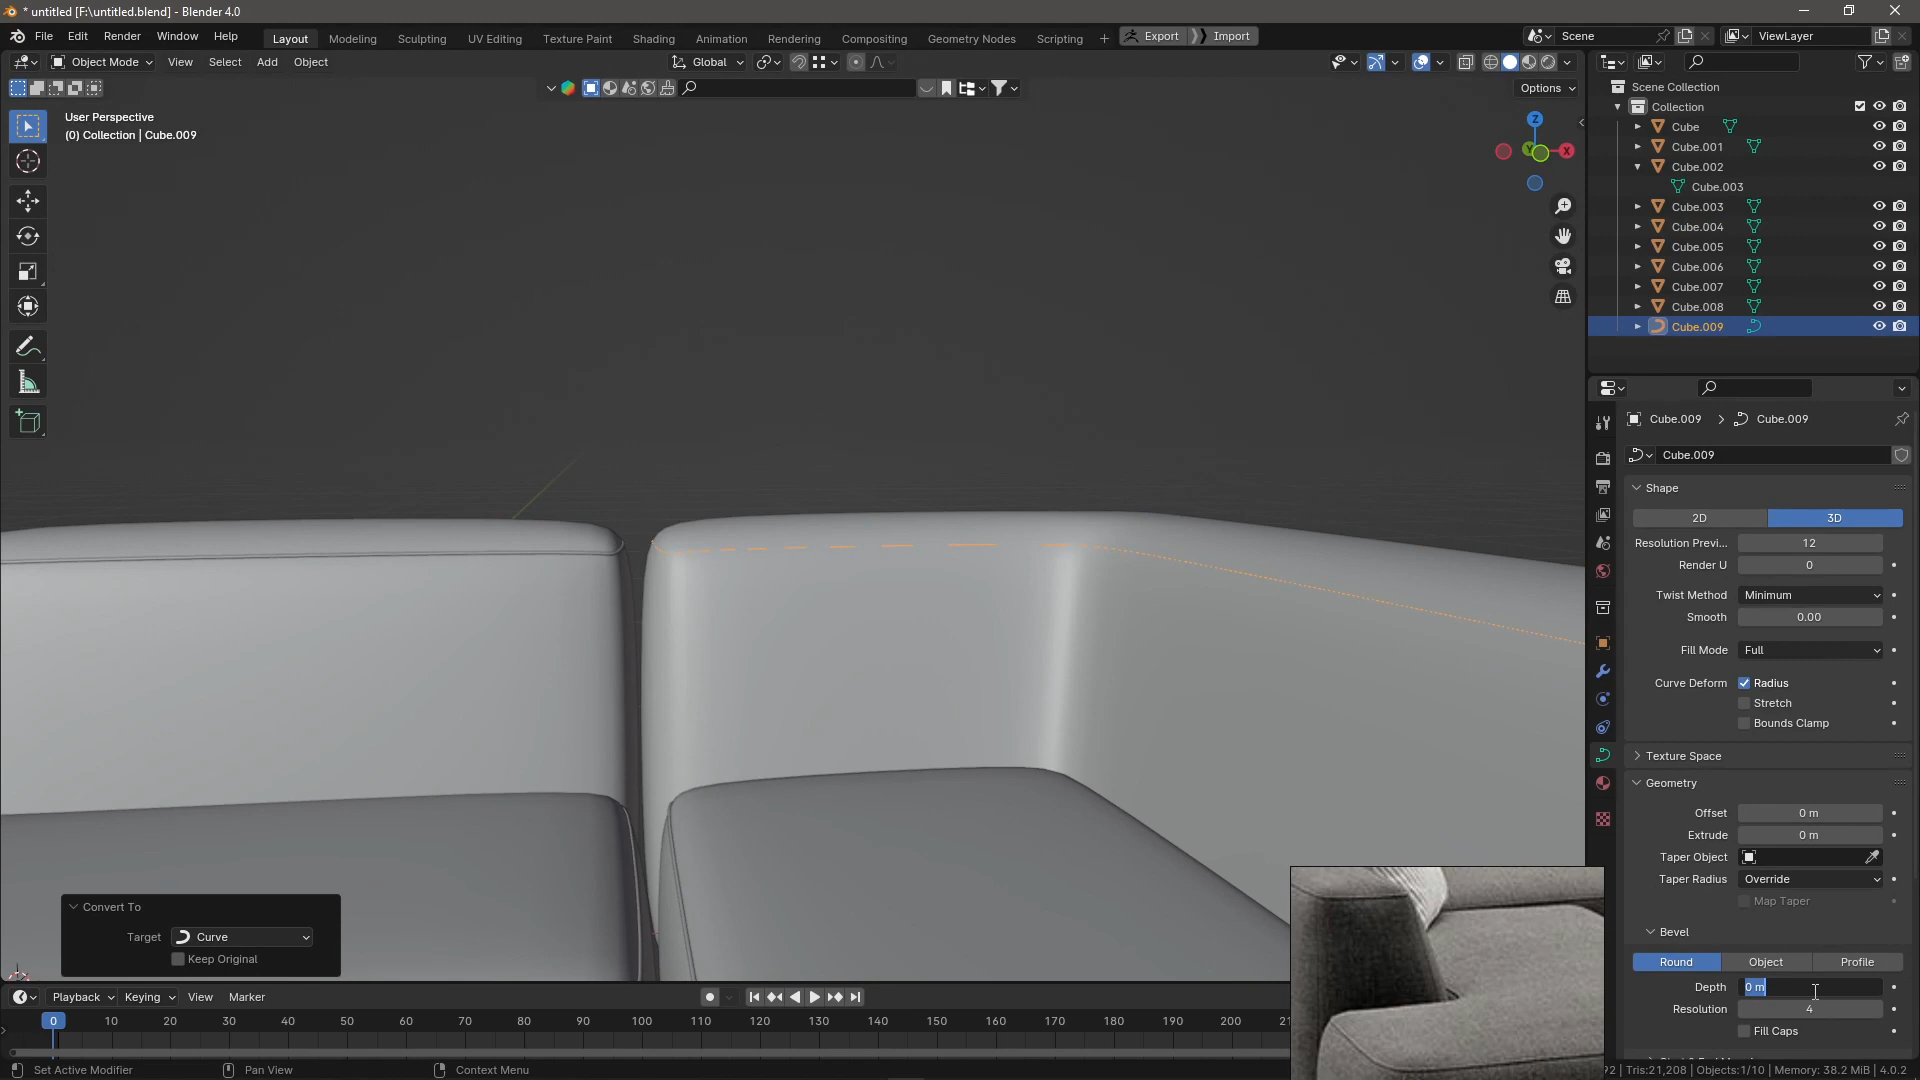 * untitled [F:\untitled.blend] - Blender 4.0
File Edit Render Window Help
Layout Modeling Sculpting UV Editing Texture Paint Shading Animation Rendering Compositing Geometry Nodes Scripting + Export Import
Scene
ViewLayer
Object Mode View Select Add Object
Global
Options
User Perspective
(0) Collection | Cube.009
Z
Y
X
Scene Collection
Collection
Cube
Cube.001
Cube.002
Cube.003
Cube.003
Cube.004
Cube.005
Cube.006
Cube.007
Cube.008
Cube.009
Cube.009 > Cube.009
Cube.009
Shape
2D 3D
Resolution Previ... 12
Render U 0
Twist Method Minimum
Smooth 0.00
Fill Mode Full
Curve Deform Radius
Stretch
Bounds Clamp
Texture Space
Geometry
Offset 0 m
Extrude 0 m
Taper Object
Taper Radius Override
Map Taper
Bevel
Round Object Profile
Depth 0 m
Resolution 4
Fill Caps
Convert To
Target Curve
Keep Original
Playback Keying View Marker
0 10 20 30 40 50 60 70 80 90 100 110 120 130 140 150 160 170 180 190 200
Set Active Modifier Pan View Context Menu
92 | Tris:21,208 | Objects:1/10 | Memory: 38.2 MiB | 4.0.2